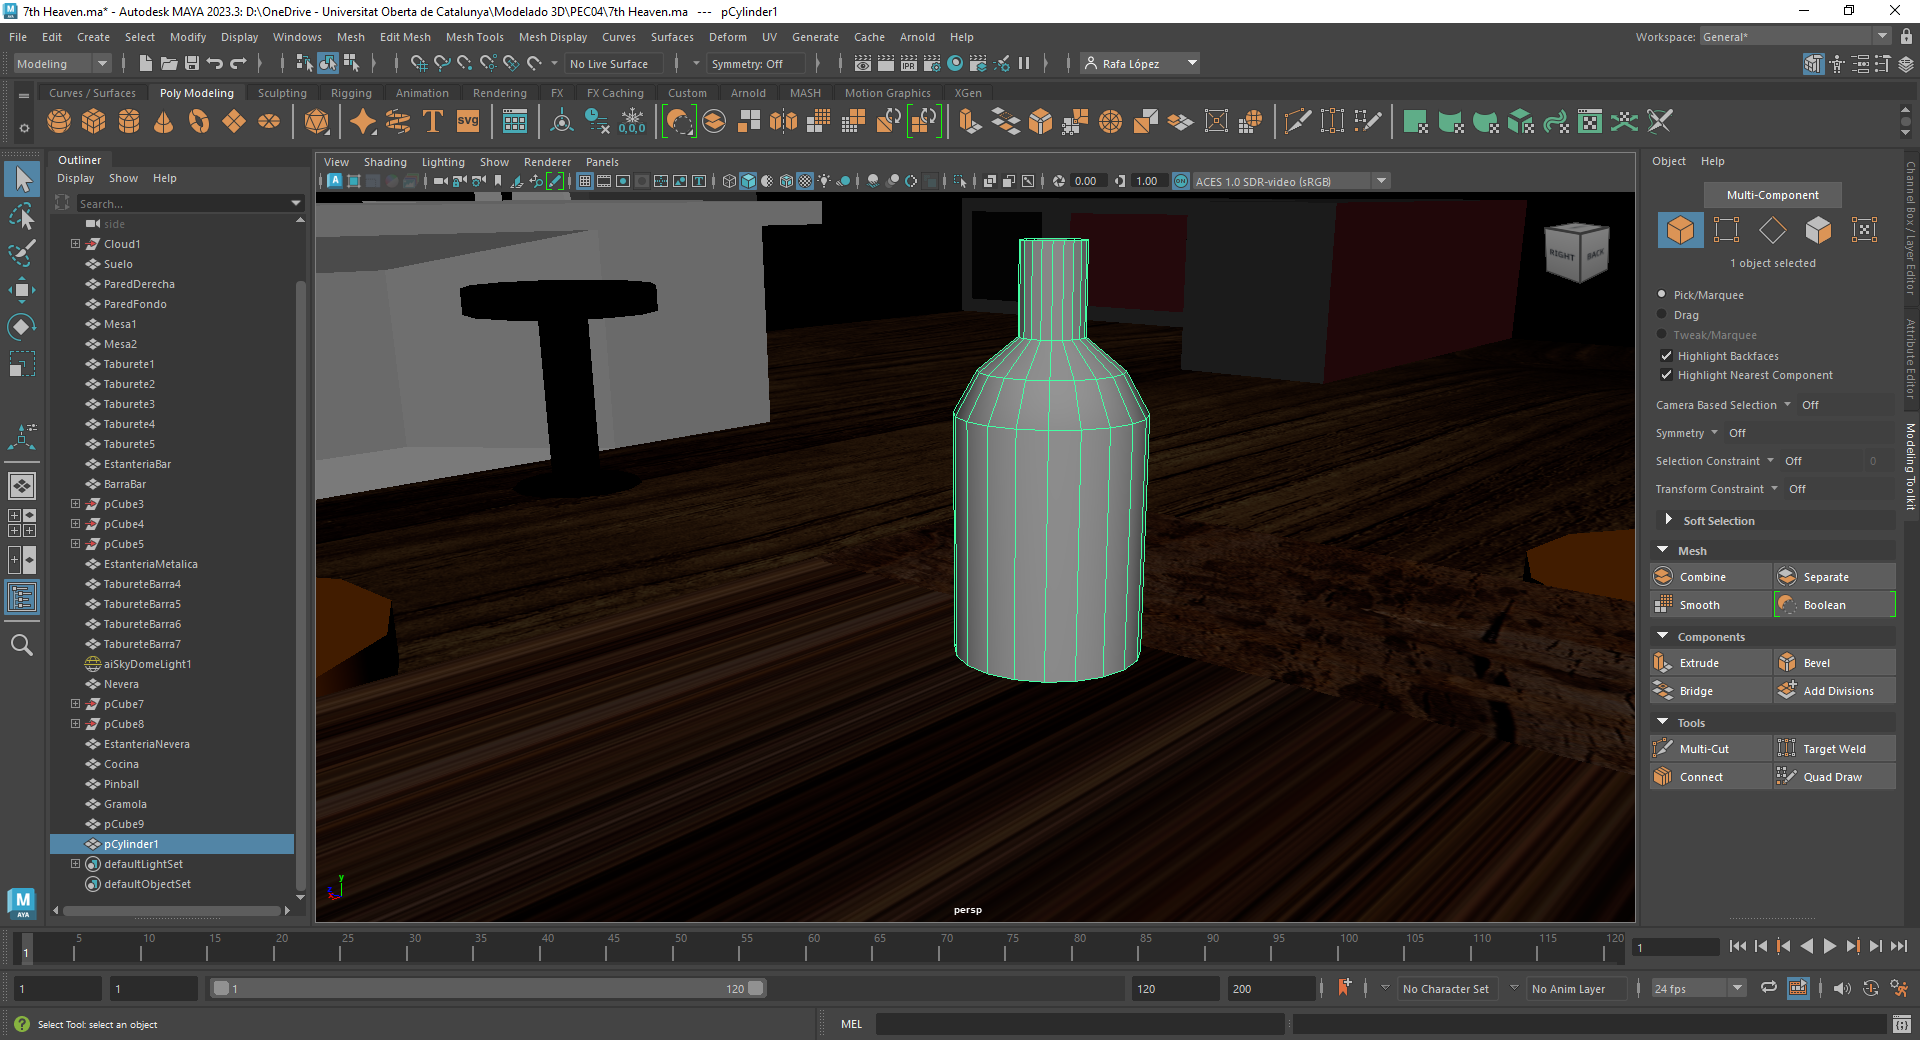 7th Heaven.ma* - Autodesk MAYA 2023.3: D:\OneDrive - Universitat Oberta de Catalunya\Modelado 3D\PEC04\7th Heaven.ma --- pCylinder1
File Edit Create Select Modify Display Windows Mesh Edit Mesh Mesh Tools Mesh Display Curves Surfaces Deform UV Generate Cache Arnold Help Workspace: General*
Modeling No Live Surface Symmetry: Off IPR Rafa López
Curves / Surfaces Poly Modeling Sculpting Rigging Animation Rendering FX FX Caching Custom Arnold MASH Motion Graphics XGen
T SVG 0,0,0
Outliner
Display Show Help
Search...
side
Cloud1
Suelo
ParedDerecha
ParedFondo
Mesa1
Mesa2
Taburete1
Taburete2
Taburete3
Taburete4
Taburete5
EstanteriaBar
BarraBar
pCube3
pCube4
pCube5
EstanteriaMetalica
TabureteBarra4
TabureteBarra5
TabureteBarra6
TabureteBarra7
aiSkyDomeLight1
Nevera
pCube7
pCube8
EstanteriaNevera
Cocina
Pinball
Gramola
pCube9
pCylinder1
defaultLightSet
defaultObjectSet
M
AYA
View Shading Lighting Show Renderer Panels
0.00 1.00 ON ACES 1.0 SDR-video (sRGB)
RIGHT BACK
y
persp
Object Help
Multi-Component
1 object selected
Pick/Marquee
Drag
Tweak/Marquee
Highlight Backfaces
Highlight Nearest Component
Camera Based Selection Off
Symmetry Off
Selection Constraint Off 0
Transform Constraint Off
Soft Selection
Mesh
Combine Separate
Smooth Boolean
Components
Extrude Bevel
Bridge Add Divisions
Tools
Multi-Cut Target Weld
Connect Quad Draw
Channel Box / Layer Editor
Attribute Editor
Modeling Toolkit
1 5 10 15 20 25 30 35 40 45 50 55 60 65 70 75 80 85 90 95 100 105 110 115 120 1
1 1 1 120 120 200 No Character Set No Anim Layer 24 fps
Select Tool: select an object MEL